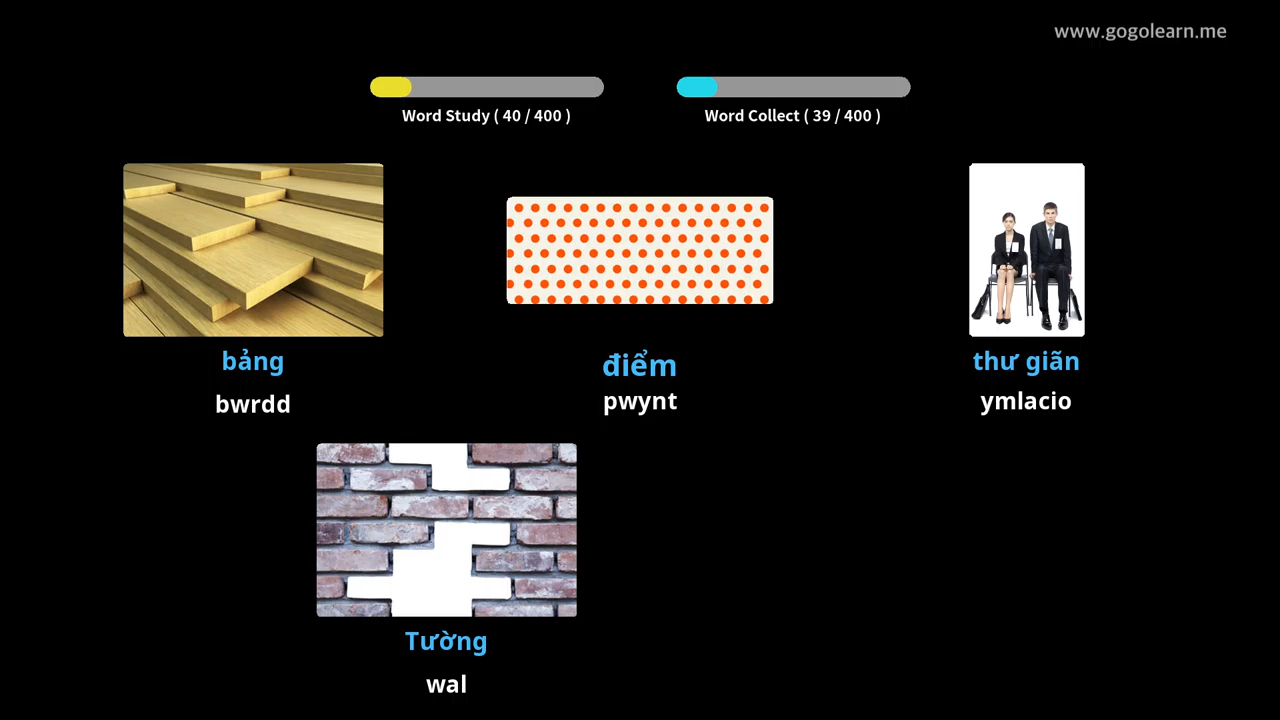 www.gogolearn.me
Word Study ( 40 / 400 )
Word Collect ( 39 / 400 )
bảng
bwrdd
điểm
pwynt
thư giãn
ymlacio
Tường
wal